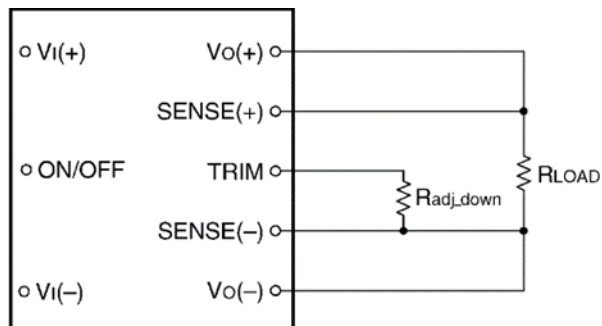 VI(+) VO(+)
SENSE(+)
ON/OFF TRIM RLOAD
Radj_down
SENSE(–)
VI(–) VO(–)